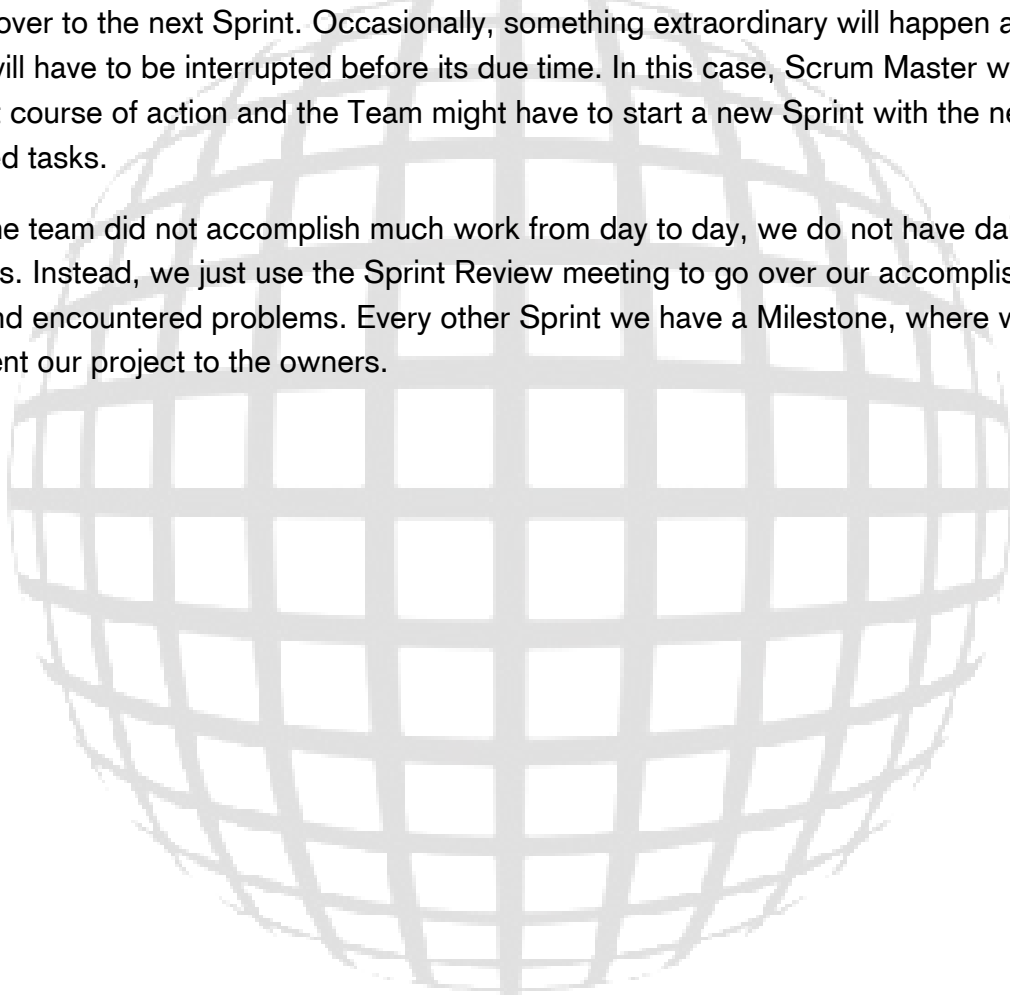 over to the next Sprint. Occasionally, something extraordinary will happen a
will have to be interrupted before its due time. In this case, Scrum Master w
course of action and the Team might have to start a new Sprint with the ne
ed tasks.
he team did not accomplish much work from day to day, we do not have dai
s. Instead, we just use the Sprint Review meeting to go over our accomplis
nd encountered problems. Every other Sprint we have a Milestone, where w
ent our project to the owners.